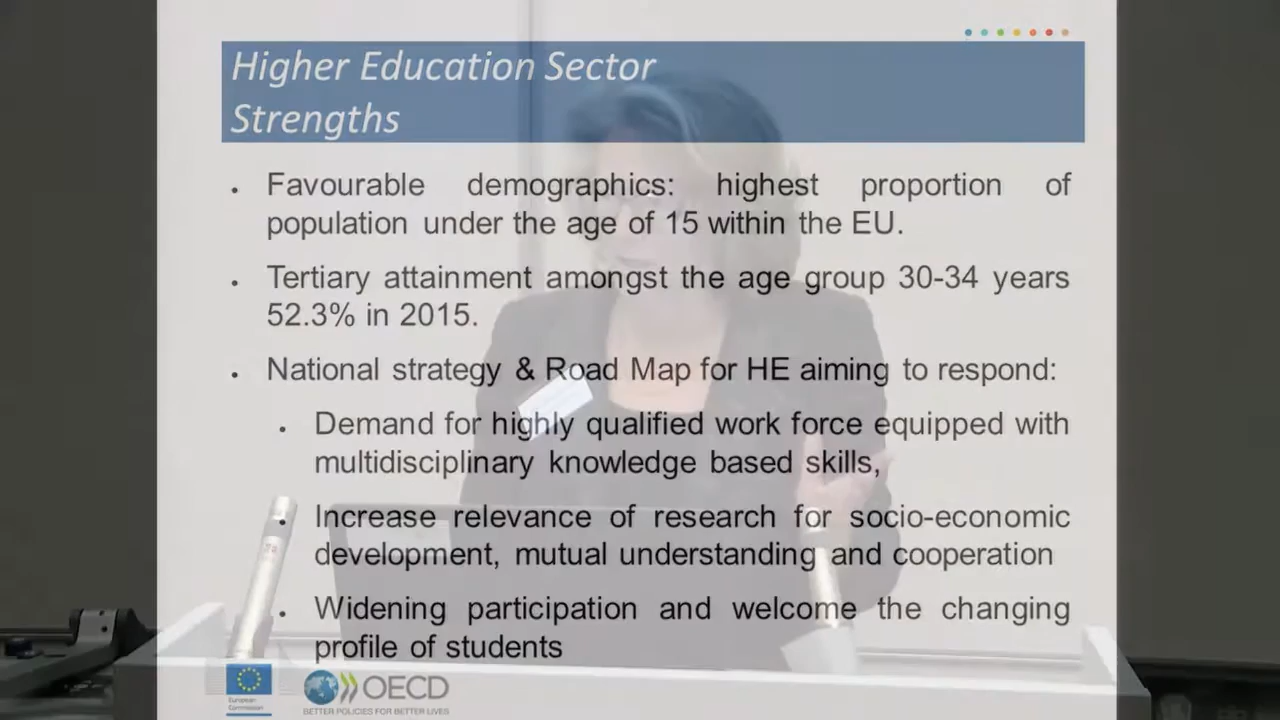 Higher Education Sector
Strengths
• Favourable demographics: highest proportion of
population under the age of 15 within the EU.
• Tertiary attainment amongst the age group 30-34 years
52.3% in 2015.
• National strategy & Road Map for HE aiming to respond:
• Demand for highly qualified work force equipped with
multidisciplinary knowledge based skills,
• Increase relevance of research for socio-economic
development, mutual understanding and cooperation
• Widening participation and welcome the changing
profile of students
European
Commission
OECD
BETTER POLICIES FOR BETTER LIVES